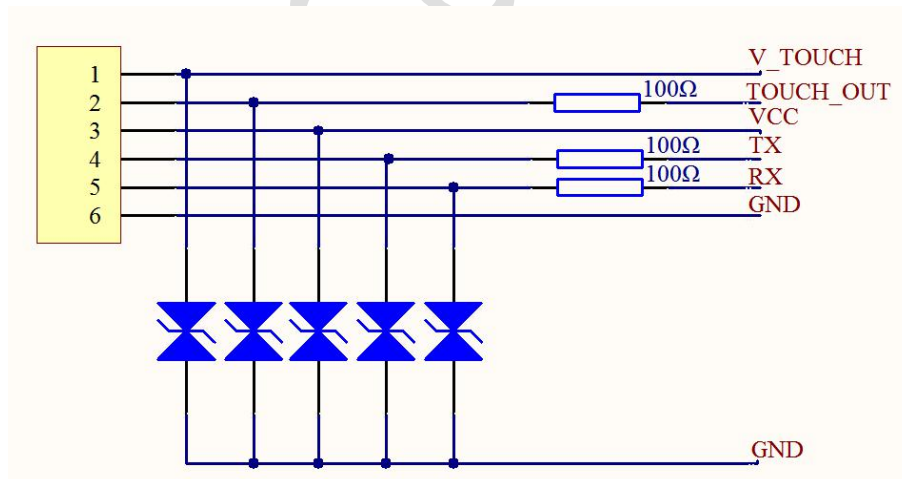 1 V_TOUCH
2 100Ω TOUCH_OUT
3 VCC
4 100Ω TX
5 100Ω RX
6 GND
GND